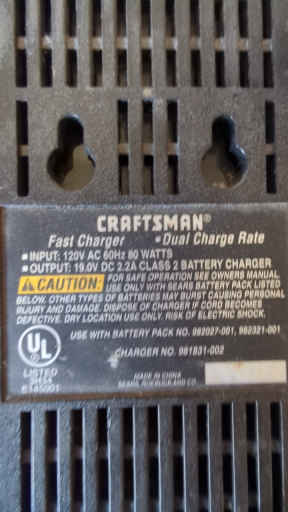 CRAFTSMAN®
Fast Charger • Dual Charge Rate
■ INPUT: 120V AC 60Hz 80 WATTS
■ OUTPUT: 19.0V DC 2.2A CLASS 2 BATTERY CHARGER
CAUTION: FOR SAFE OPERATION SEE OWNERS MANUAL.
USE ONLY WITH SEARS BATTERY PACK LISTED
BELOW. OTHER TYPES OF BATTERIES MAY BURST CAUSING PERSONAL
INJURY AND DAMAGE. DISPOSE OF CHARGER IF CORD BECOMES
DEFECTIVE. DRY LOCATION USE ONLY. RISK OF ELECTRIC SHOCK.
USE WITH BATTERY PACK NO. 982027-001, 982321-001
CHARGER NO. 981831-002
UL
LISTED
MADE IN CHINA
SEARS, ROEBUCK AND CO.